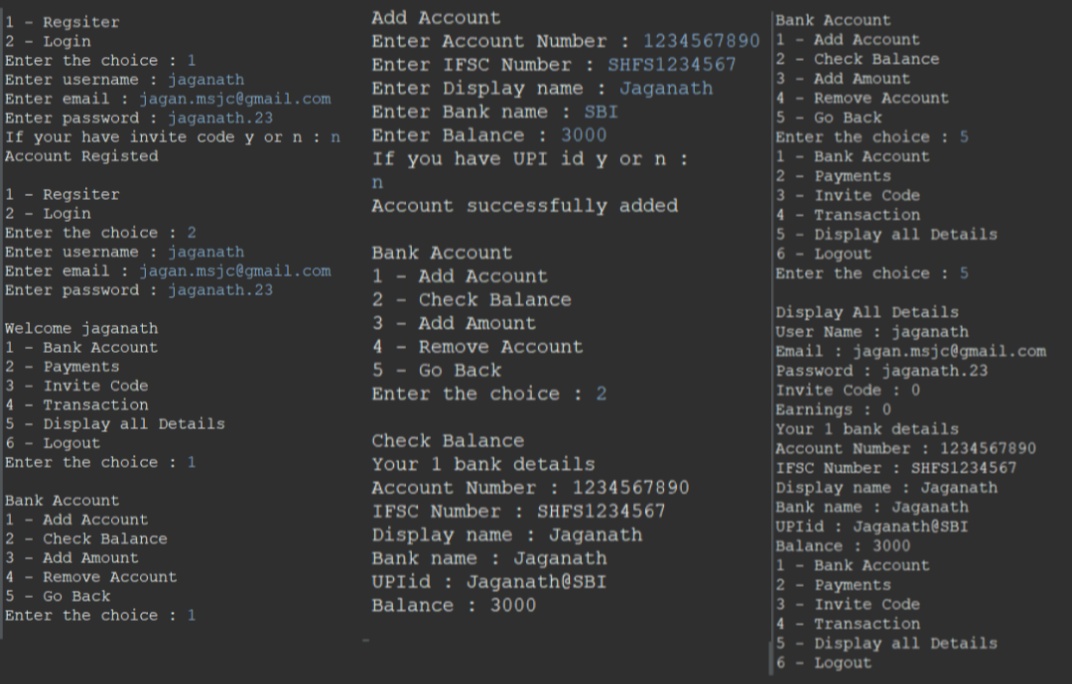 1 - Regsiter
2 - Login
Enter the choice : 1
Enter username : jaganath
Enter email : jagan.msjc@gmail.com
Enter password : jaganath.23
If your have invite code y or n : n
Account Registed
1 - Regsiter
2 - Login
Enter the choice : 2
Enter username : jaganath
Enter email : jagan.msjc@gmail.com
Enter password : jaganath.23
Welcome jaganath
1 - Bank Account
2 - Payments
3 - Invite Code
4 - Transaction
5 - Display all Details
6 - Logout
Enter the choice : 1
Bank Account
1 - Add Account
2 - Check Balance
3 - Add Amount
4 - Remove Account
5 - Go Back
Enter the choice : 1
Add Account
Enter Account Number : 1234567890
Enter IFSC Number : SHFS1234567
Enter Display name : Jaganath
Enter Bank name : SBI
Enter Balance : 3000
If you have UPI id y or n :
n
Account successfully added
Bank Account
1 - Add Account
2 - Check Balance
3 - Add Amount
4 - Remove Account
5 - Go Back
Enter the choice : 2
Check Balance
Your 1 bank details
Account Number : 1234567890
IFSC Number : SHFS1234567
Display name : Jaganath
Bank name : Jaganath
UPIid : Jaganath@SBI
Balance : 3000
Bank Account
1 - Add Account
2 - Check Balance
3 - Add Amount
4 - Remove Account
5 - Go Back
Enter the choice : 5
1 - Bank Account
2 - Payments
3 - Invite Code
4 - Transaction
5 - Display all Details
6 - Logout
Enter the choice : 5
Display All Details
User Name : jaganath
Email : jagan.msjc@gmail.com
Password : jaganath.23
Invite Code : 0
Earnings : 0
Your 1 bank details
Account Number : 1234567890
IFSC Number : SHFS1234567
Display name : Jaganath
Bank name : Jaganath
UPIid : Jaganath@SBI
Balance : 3000
1 - Bank Account
2 - Payments
3 - Invite Code
4 - Transaction
5 - Display all Details
6 - Logout